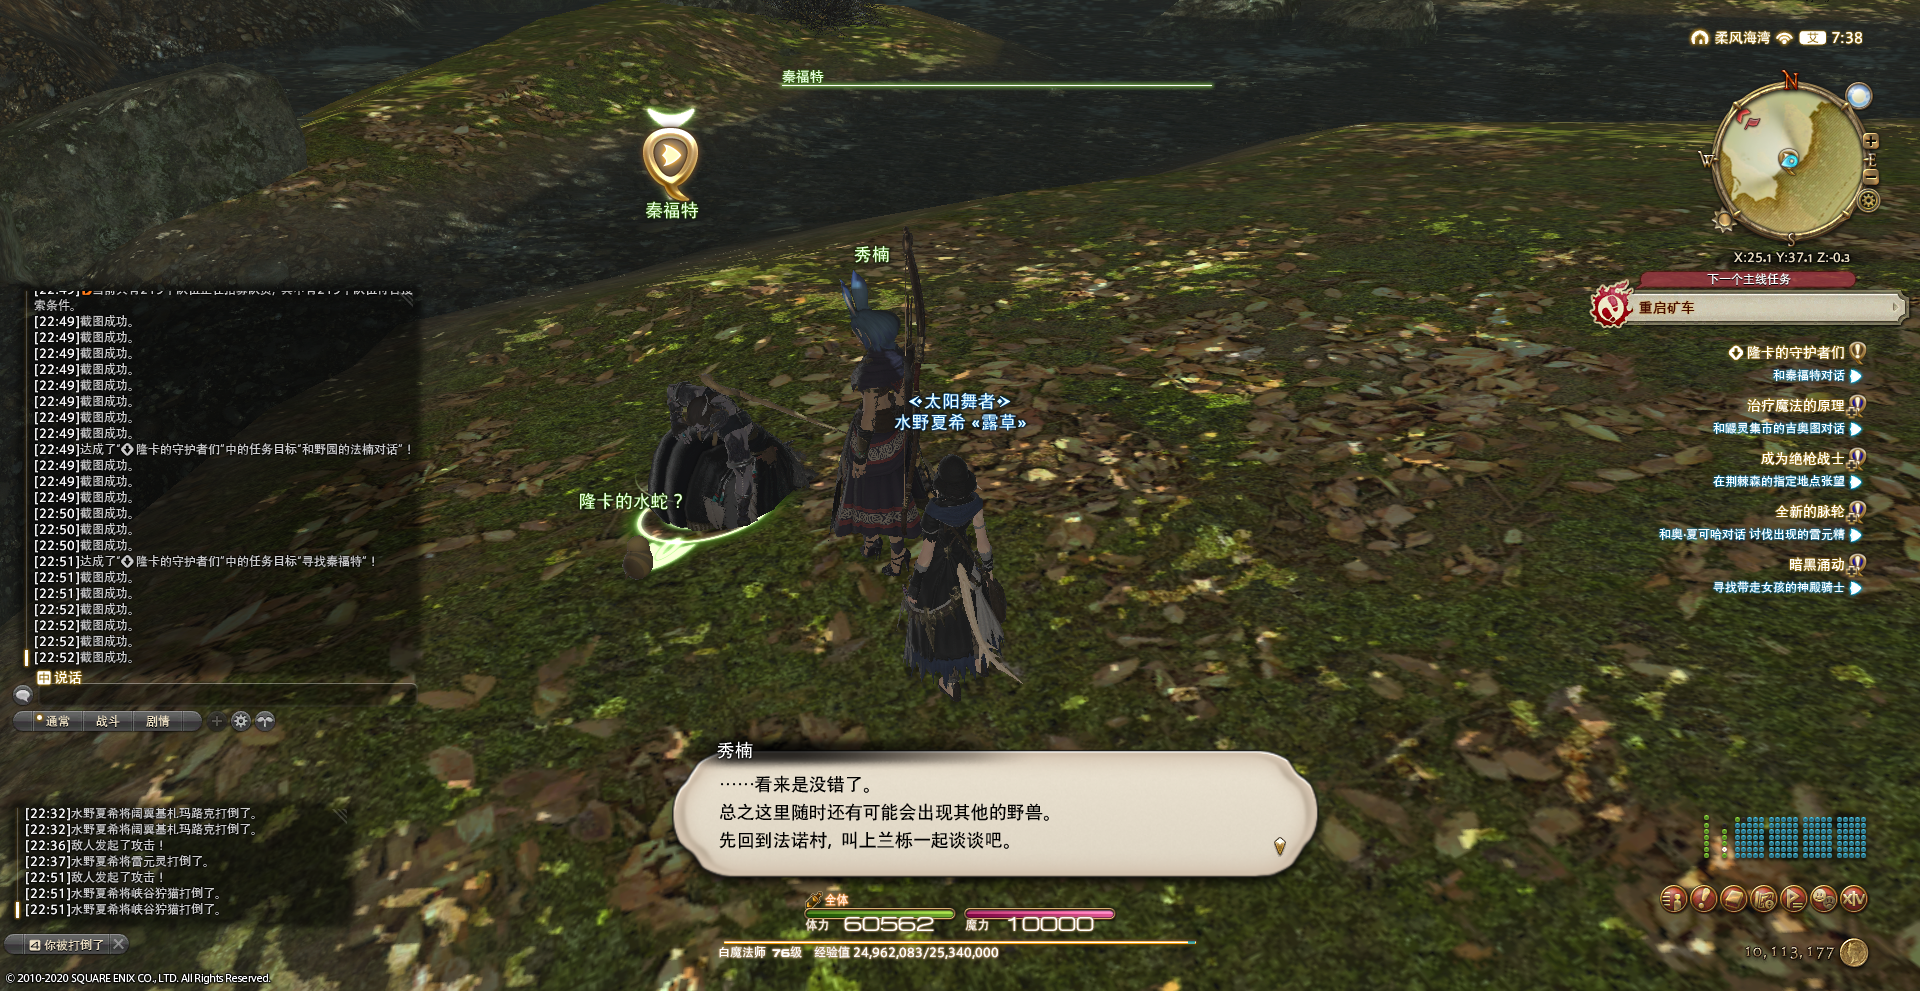 柔风海湾 艾 7:38
秦福特
秦福特
秀楠
N
W
E
S
X:25.1 Y:37.1 Z:-0.3
下一个主线任务
重启矿车
隆卡的守护者们
和秦福特对话
治疗魔法的原理
和鼹灵集市的吉奥图对话
成为绝枪战士
在荆棘森的指定地点张望
全新的脉轮
和奥·夏可哈对话 讨伐出现的雷元精
暗黑涌动
寻找带走女孩的神殿骑士
太阳舞者
水野夏希 «露草»
隆卡的水蛇？
索条件。
[22:49]截图成功。
[22:49]截图成功。
[22:49]截图成功。
[22:49]截图成功。
[22:49]截图成功。
[22:49]截图成功。
[22:49]截图成功。
[22:49]截图成功。
[22:49]达成了“隆卡的守护者们”中的任务目标“和野园的法楠对话”！
[22:49]截图成功。
[22:49]截图成功。
[22:49]截图成功。
[22:50]截图成功。
[22:50]截图成功。
[22:50]截图成功。
[22:51]达成了“隆卡的守护者们”中的任务目标“寻找秦福特”！
[22:51]截图成功。
[22:51]截图成功。
[22:52]截图成功。
[22:52]截图成功。
[22:52]截图成功。
[22:52]截图成功。
说话
通常 战斗 剧情
秀楠
……看来是没错了。
总之这里随时还有可能会出现其他的野兽。
先回到法诺村，叫上兰栎一起谈谈吧。
[22:32]水野夏希将阔翼基札玛路克打倒了。
[22:32]水野夏希将阔翼基札玛路克打倒了。
[22:36]敌人发起了攻击！
[22:37]水野夏希将雷元灵打倒了。
[22:51]敌人发起了攻击！
[22:51]水野夏希将峡谷狞猫打倒了。
[22:51]水野夏希将峡谷狞猫打倒了。
4 你被打倒了
全体
体力 60562 魔力 10000
白魔法师 76级 经验值 24,962,083/25,340,000
XIV
10,113,177
© 2010-2020 SQUARE ENIX CO., LTD. All Rights Reserved.